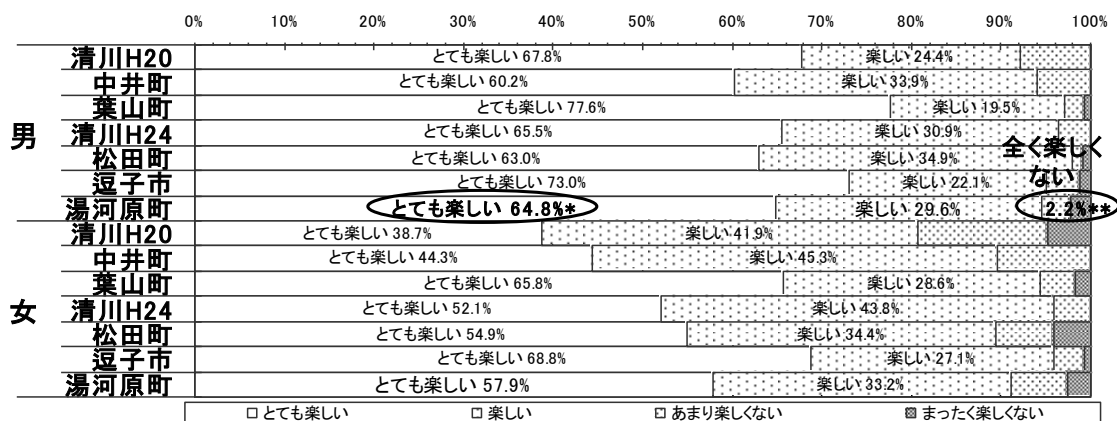 0% 10% 20% 30% 40% 50% 60% 70% 80% 90% 100%
男
清川H20 とても楽しい 67.8% 楽しい 24.4%
中井町 とても楽しい 60.2% 楽しい 33.9%
葉山町 とても楽しい 77.6% 楽しい 19.5%
清川H24 とても楽しい 65.5% 楽しい 30.9%
松田町 とても楽しい 63.0% 楽しい 34.9%
全く楽しくない
逗子市 とても楽しい 73.0% 楽しい 22.1%
湯河原町 とても楽しい 64.8%* 楽しい 29.6% 2.2%**
女
清川H20 とても楽しい 38.7% 楽しい 41.9%
中井町 とても楽しい 44.3% 楽しい 45.3%
葉山町 とても楽しい 65.8% 楽しい 28.6%
清川H24 とても楽しい 52.1% 楽しい 43.8%
松田町 とても楽しい 54.9% 楽しい 34.4%
逗子市 とても楽しい 68.8% 楽しい 27.1%
湯河原町 とても楽しい 57.9% 楽しい 33.2%
とても楽しい 楽しい あまり楽しくない まったく楽しくない